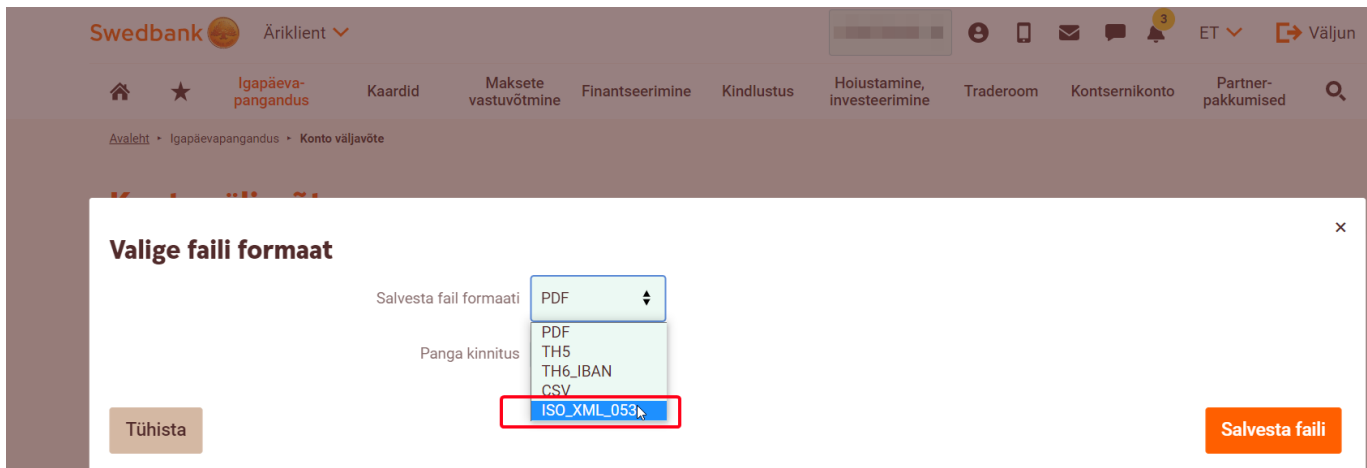 Swedbank Äriklient 3 ET Väljun
Igapäeva-
pangandus
Kaardid
Maksete
vastuvõtmine
Finantseerimine
Kindlustus
Hoiustamine,
investeerimine
Traderoom
Kontsernikonto
Partner-
pakkumised
Avaleht • Igapäevapangandus • Konto väljavõte
Valige faili formaat
Salvesta fail formaati PDF
PDF
Panga kinnitus TH5
TH6_IBAN
CSV
ISO_XML_053
Tühista Salvesta faili